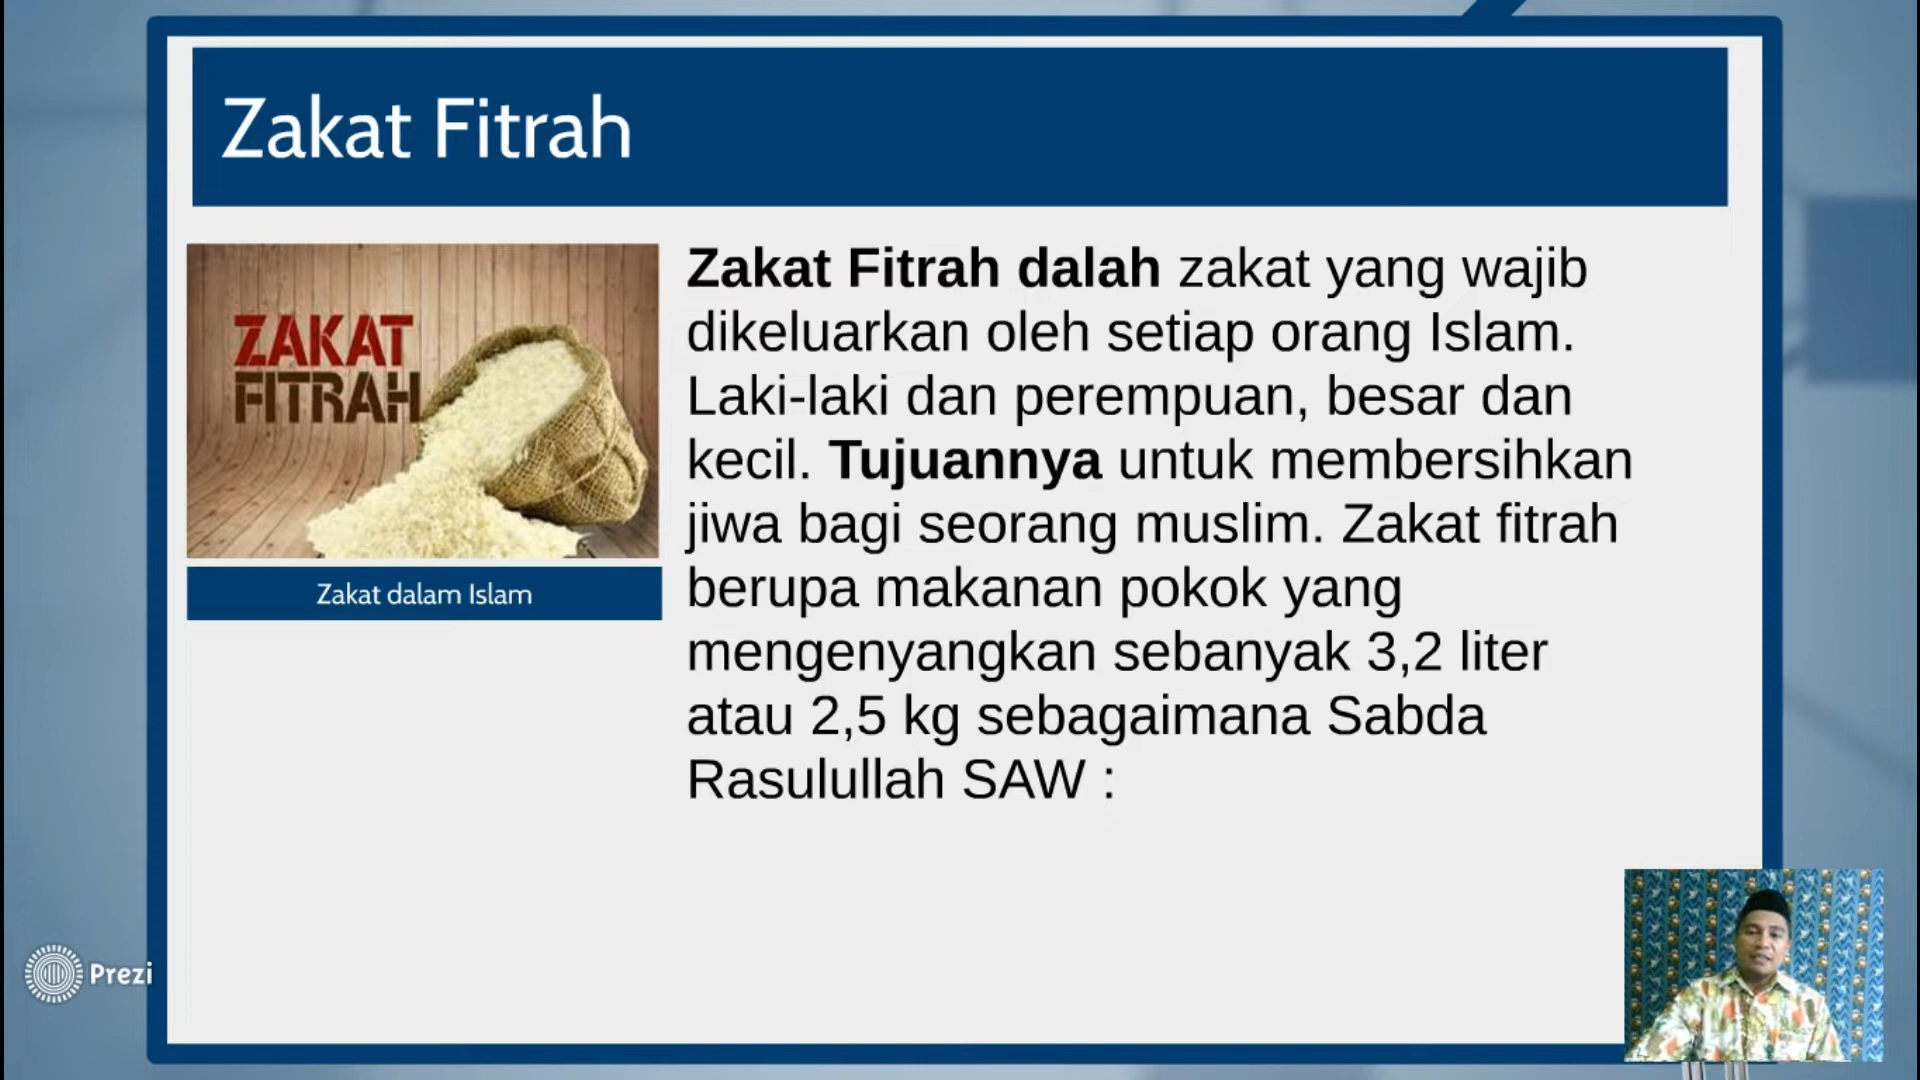 Zakat Fitrah
ZAKAT
FITRAH
Zakat dalam Islam
Zakat Fitrah dalah zakat yang wajib
dikeluarkan oleh setiap orang Islam.
Laki-laki dan perempuan, besar dan
kecil. Tujuannya untuk membersihkan
jiwa bagi seorang muslim. Zakat fitrah
berupa makanan pokok yang
mengenyangkan sebanyak 3,2 liter
atau 2,5 kg sebagaimana Sabda
Rasulullah SAW :
Prezi